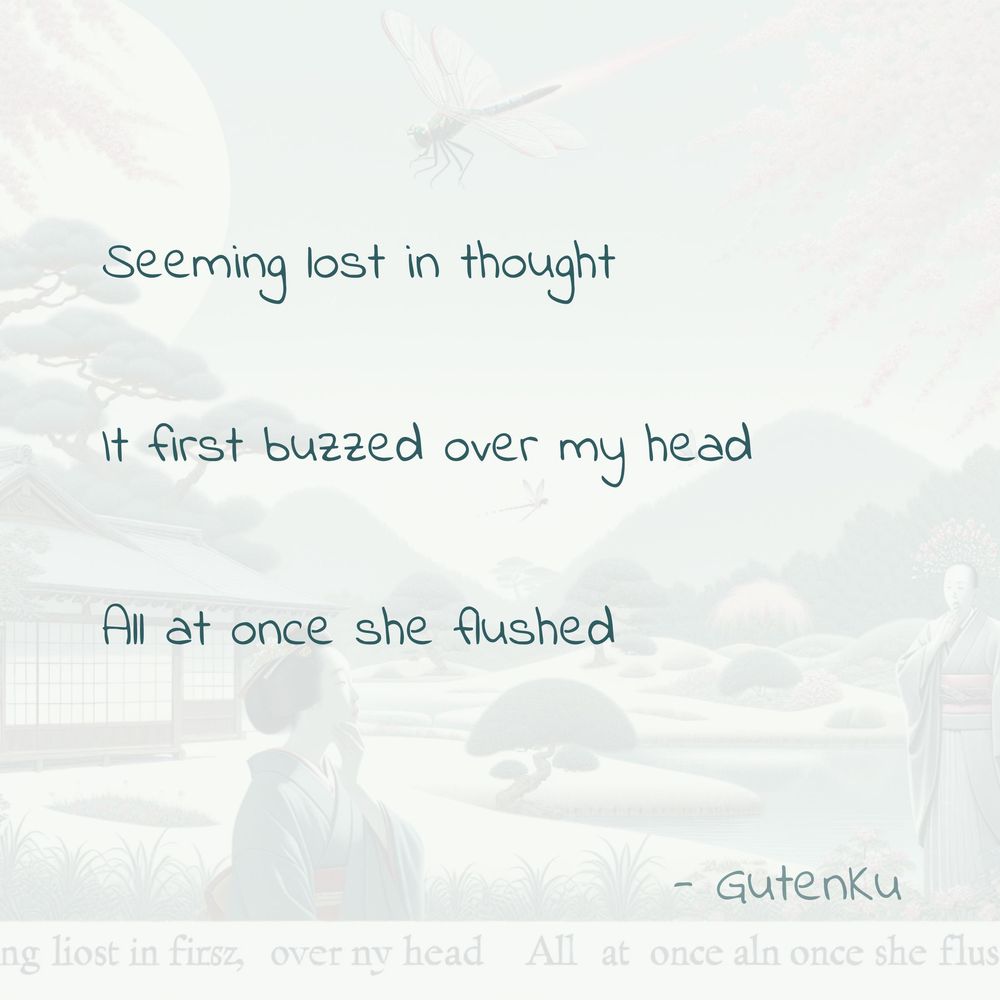 Seeming lost in thought
It first buzzed over my head
All at once she flushed
- GutenKu
ng liost in firsz, over ny head All at once aln once she flus